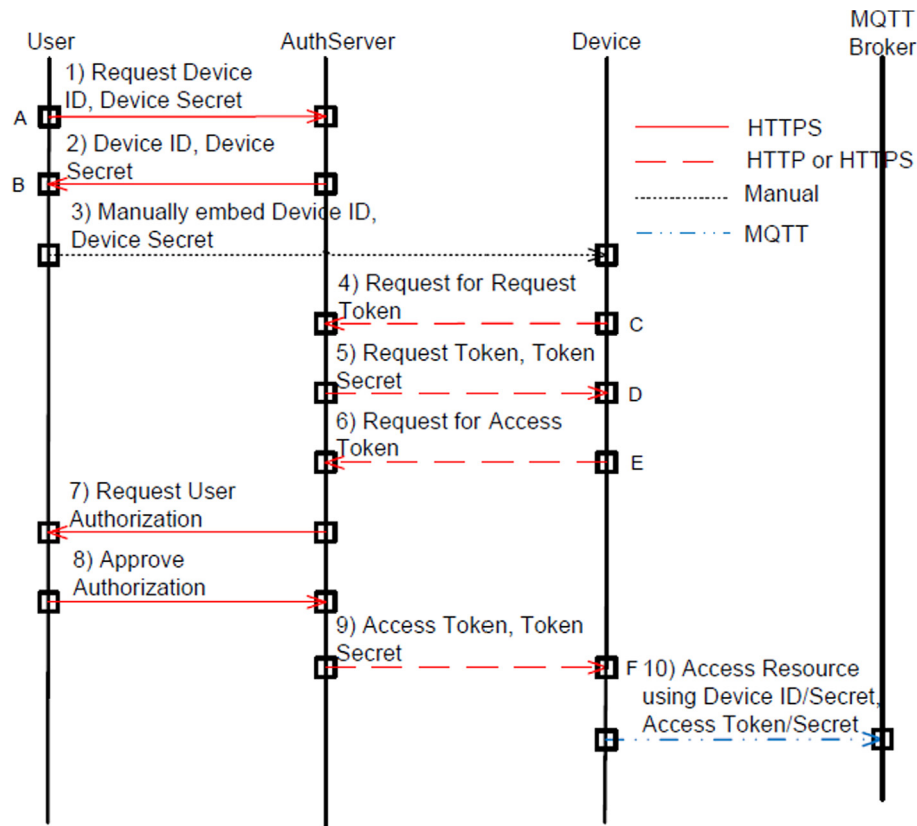 User
AuthServer
Device
MQTT
Broker
1) Request Device
ID, Device Secret
A
2) Device ID, Device
Secret
B
3) Manually embed Device ID,
Device Secret
4) Request for Request
Token
C
5) Request Token, Token
Secret
D
6) Request for Access
Token
E
7) Request User
Authorization
8) Approve
Authorization
9) Access Token, Token
Secret
F
10) Access Resource
using Device ID/Secret,
Access Token/Secret
HTTPS
HTTP or HTTPS
Manual
MQTT